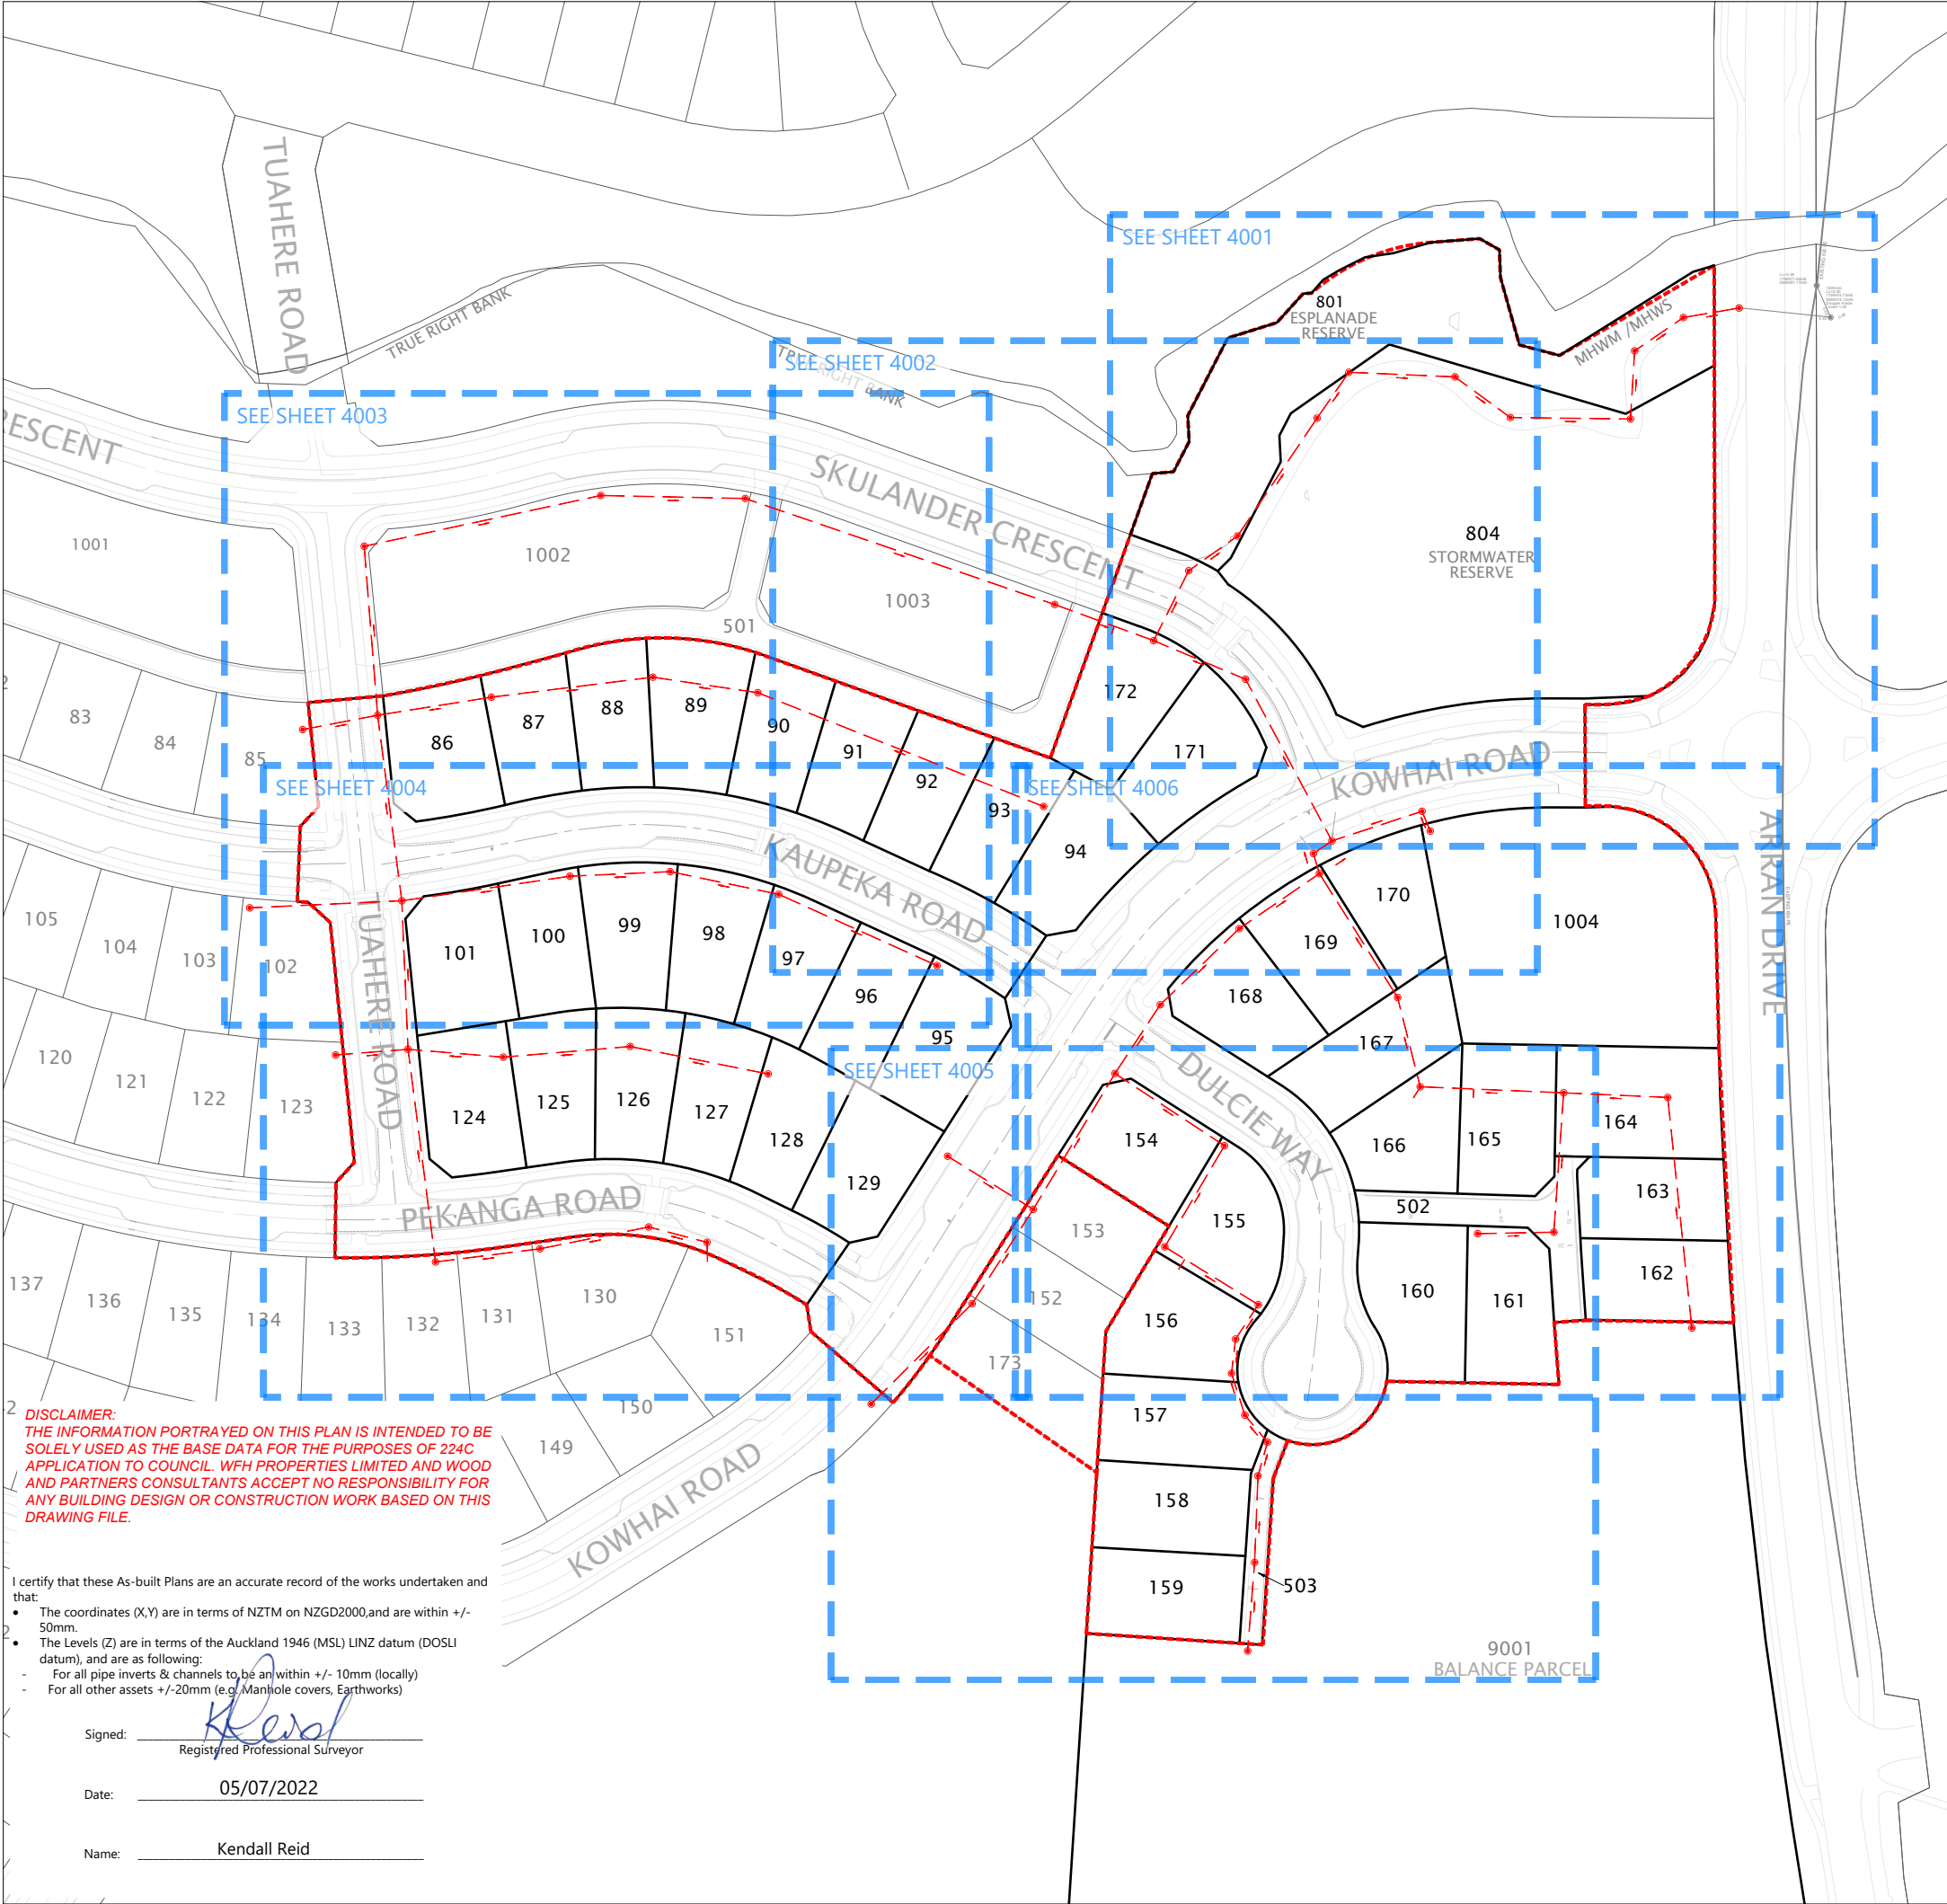 TUAHERE ROAD
SEE SHEET 4001
801
ESPLANADE
RESERVE
TRUE RIGHT BANK
MHWM /MHWS
SEE SHEET 4002
TRUE RIGHT BANK
SEE SHEET 4003
RESCENT
SKULANDER CRESCENT
1001
1002
1003
804
STORMWATER
RESERVE
501
172
83
84
85
86
87
88
89
90
91
92
93
171
KOWHAI ROAD
SEE SHEET 4004
SEE SHEET 4006
94
KAUPEKA ROAD
ARRAN DRIVE
105
104
103
102
TUAHERE ROAD
101
100
99
98
97
96
95
170
169
168
167
1004
120
121
122
123
124
125
126
127
128
129
SEE SHEET 4005
DULCIE WAY
154
166
165
164
163
162
PEKANGA ROAD
153
155
502
137
136
135
134
133
132
131
130
151
152
156
160
161
173
150
149
157
158
159
503
KOWHAI ROAD
9001
BALANCE PARCEL
DISCLAIMER:
THE INFORMATION PORTRAYED ON THIS PLAN IS INTENDED TO BE
SOLELY USED AS THE BASE DATA FOR THE PURPOSES OF 224C
APPLICATION TO COUNCIL. WFH PROPERTIES LIMITED AND WOOD
AND PARTNERS CONSULTANTS ACCEPT NO RESPONSIBILITY FOR
ANY BUILDING DESIGN OR CONSTRUCTION WORK BASED ON THIS
DRAWING FILE.
I certify that these As-built Plans are an accurate record of the works undertaken and
that:
• The coordinates (X,Y) are in terms of NZTM on NZGD2000,and are within +/-
50mm.
• The Levels (Z) are in terms of the Auckland 1946 (MSL) LINZ datum (DOSLI
datum), and are as following:
- For all pipe inverts & channels to be an within +/- 10mm (locally)
- For all other assets +/-20mm (e.g. Manhole covers, Earthworks)
Signed: KReid
Registered Professional Surveyor
Date: 05/07/2022
Name: Kendall Reid